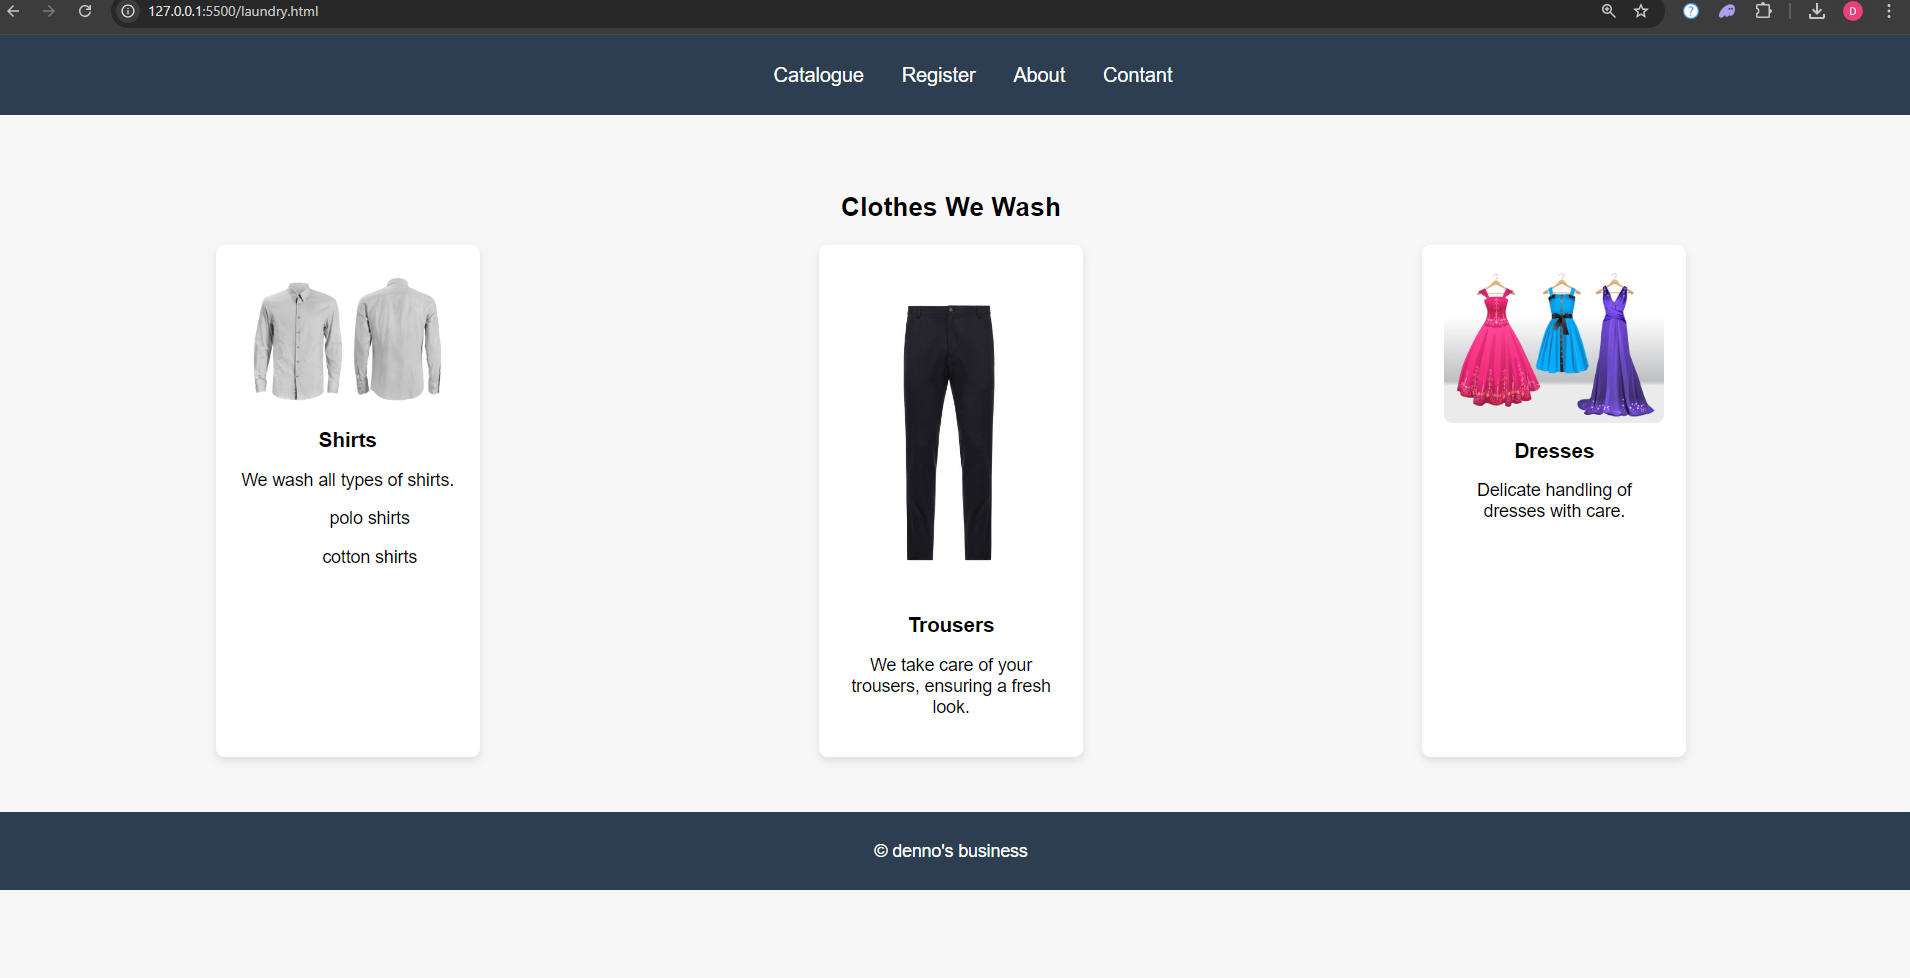 127.0.0.1:5500/laundry.html
D
Catalogue Register About Contant
Clothes We Wash
Shirts
We wash all types of shirts.
polo shirts
cotton shirts
Trousers
We take care of your
trousers, ensuring a fresh
look.
Dresses
Delicate handling of
dresses with care.
© denno's business